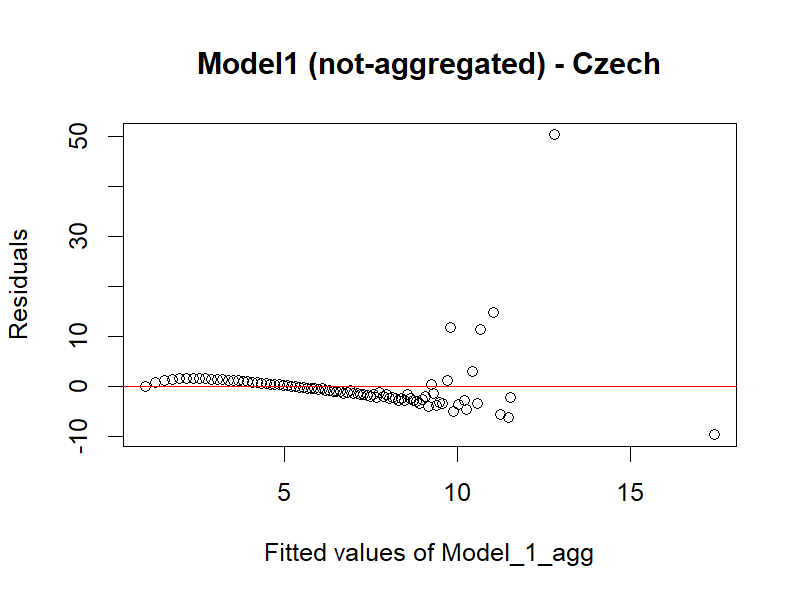 Model1 (not-aggregated) - Czech
Residuals
50
30
10
0
-10
5 10 15
Fitted values of Model_1_agg